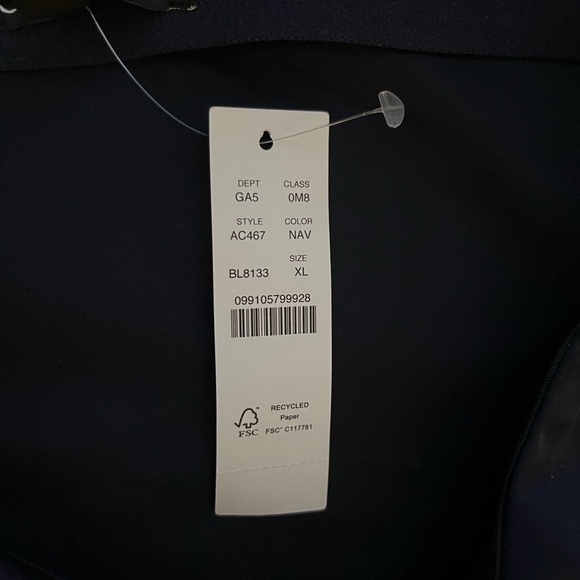 DEPT CLASS
GA5 0M8
STYLE COLOR
AC467 NAV
SIZE
BL8133 XL
099105799928
FSC
RECYCLED
Paper
FSC® C117781